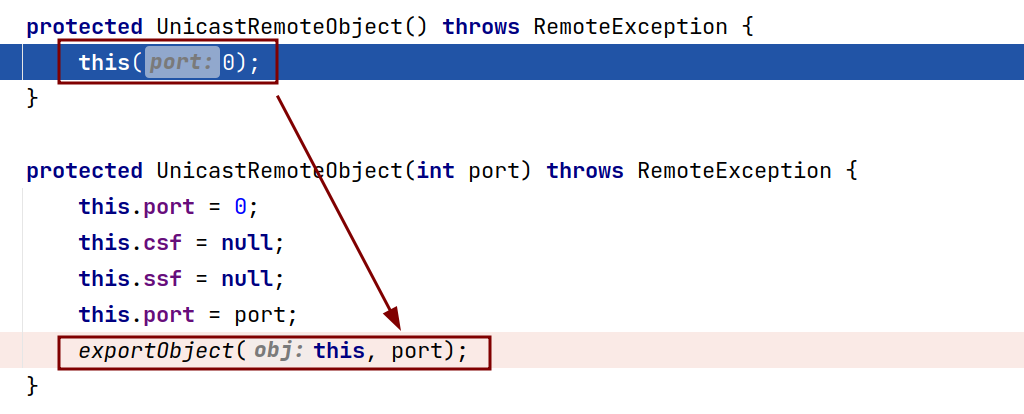 protected UnicastRemoteObject() throws RemoteException {
    this(port: 0);
}

protected UnicastRemoteObject(int port) throws RemoteException {
    this.port = 0;
    this.csf = null;
    this.ssf = null;
    this.port = port;
    exportObject(obj: this, port);
}